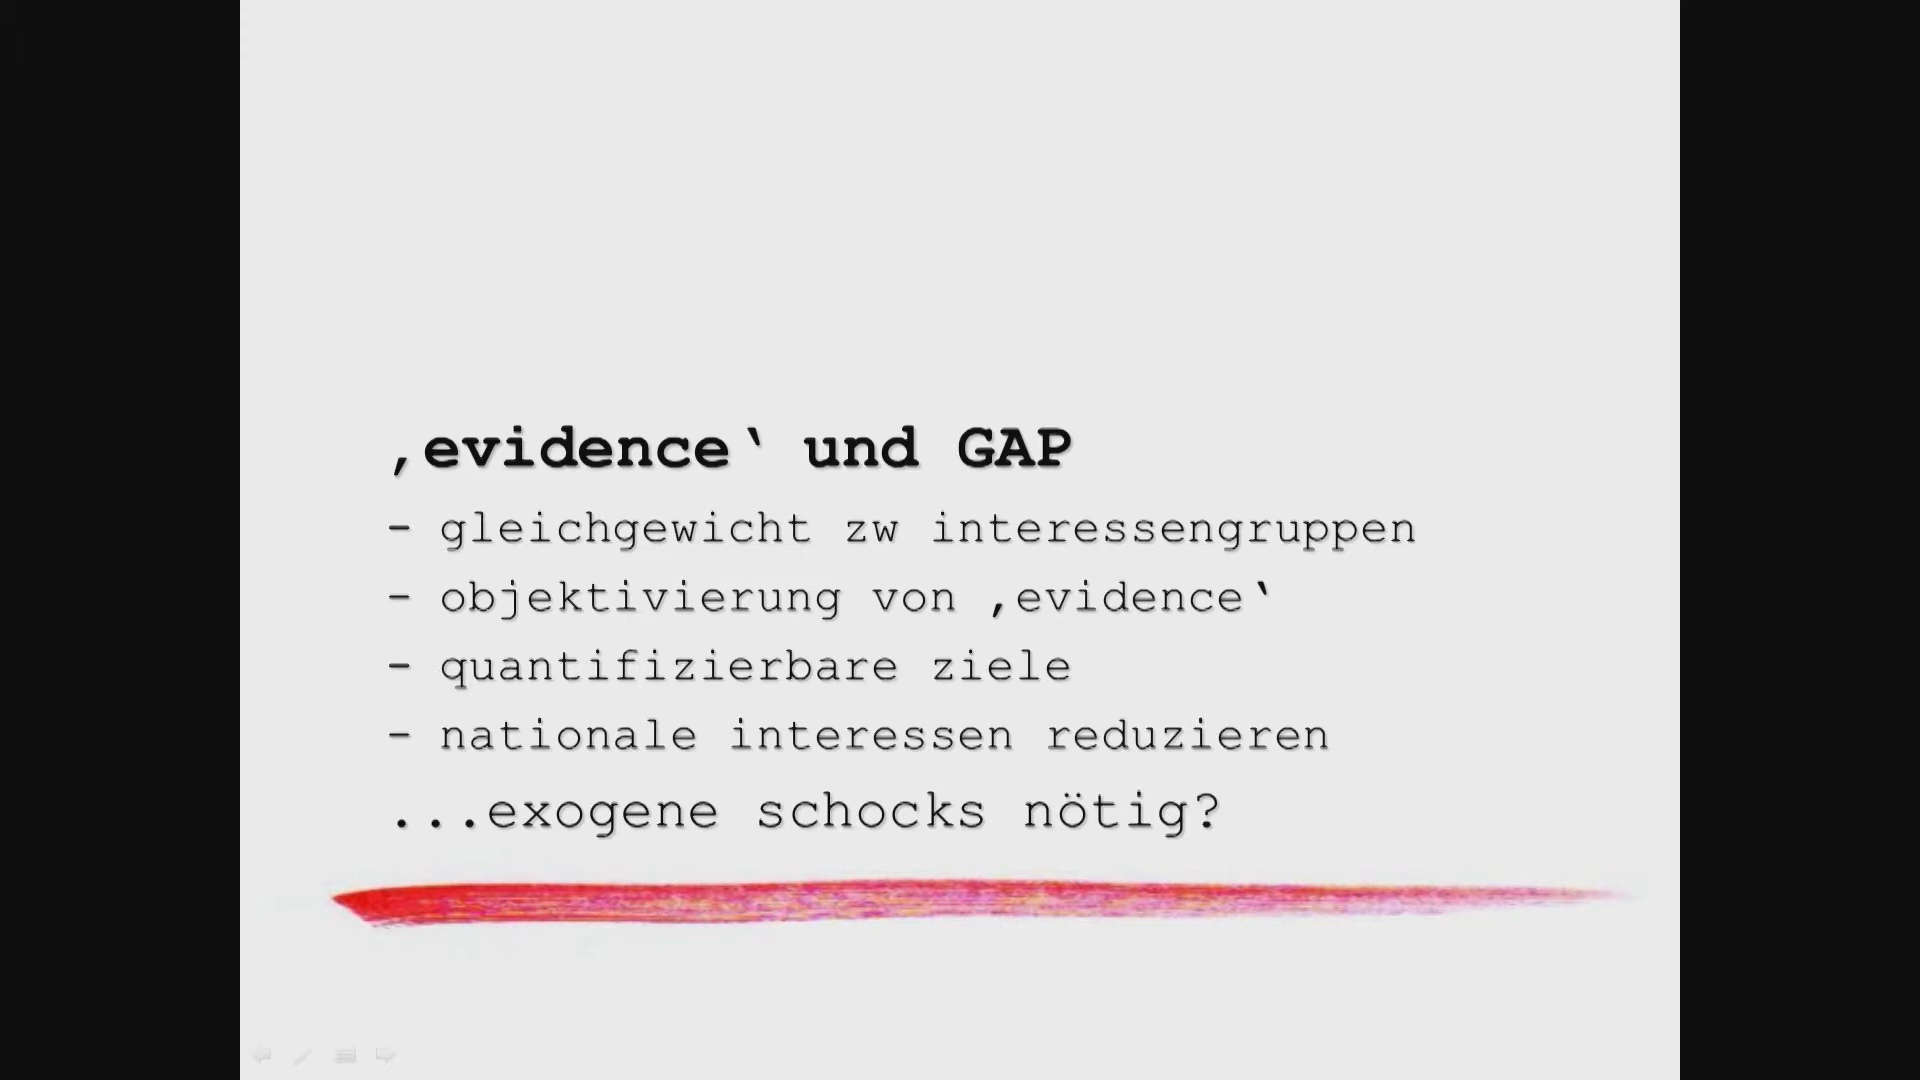 ‚evidence‘ und GAP
- gleichgewicht zw interessengruppen
- objektivierung von ‚evidence‘
- quantifizierbare ziele
- nationale interessen reduzieren
...exogene schocks nötig?